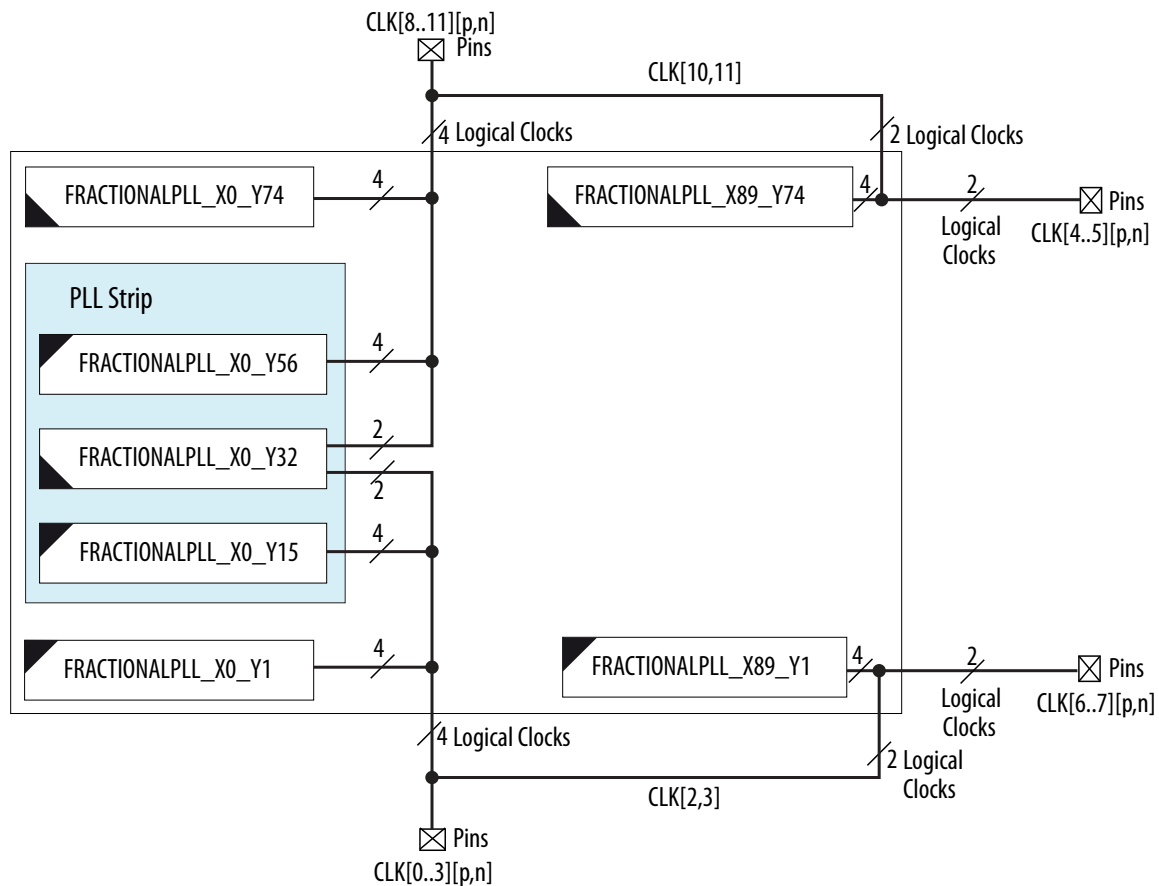 CLK[8..11][p,n]
Pins
CLK[10,11]
4 Logical Clocks
2 Logical Clocks
FRACTIONALPLL_X0_Y74
4
FRACTIONALPLL_X89_Y74
4
2
Pins
Logical
Clocks
CLK[4..5][p,n]
PLL Strip
FRACTIONALPLL_X0_Y56
4
FRACTIONALPLL_X0_Y32
2
2
FRACTIONALPLL_X0_Y15
4
FRACTIONALPLL_X0_Y1
4
FRACTIONALPLL_X89_Y1
4
2
Pins
Logical
Clocks
CLK[6..7][p,n]
4 Logical Clocks
2 Logical
Clocks
CLK[2,3]
Pins
CLK[0..3][p,n]